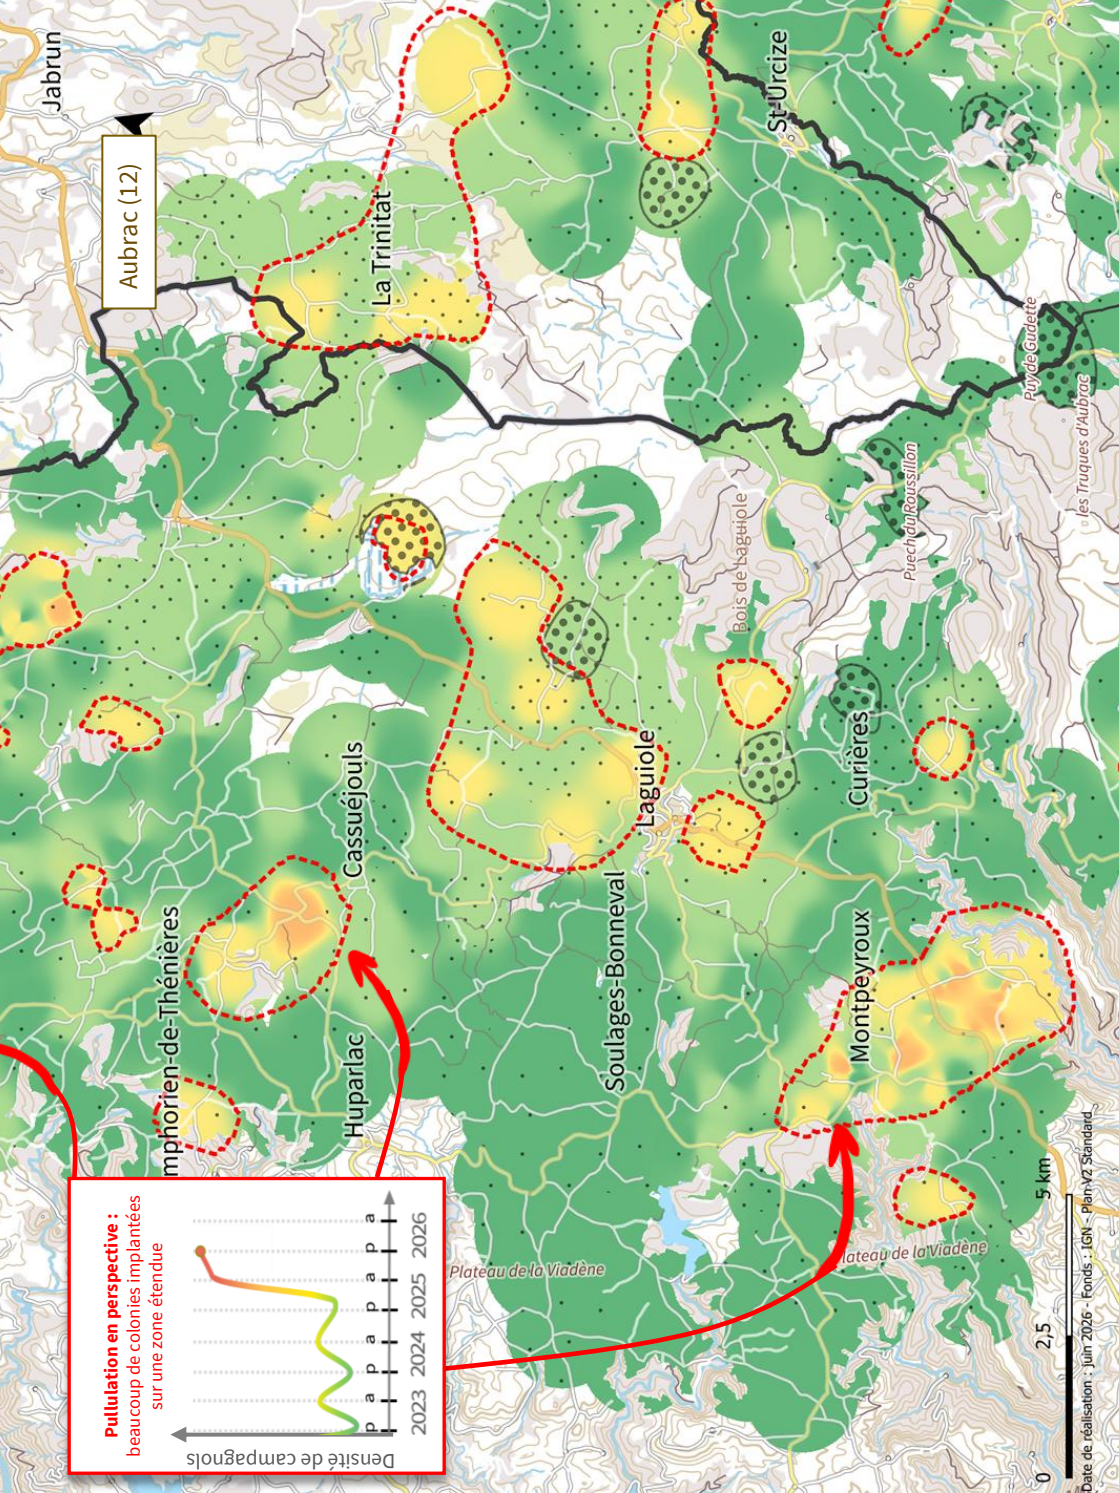 Jabrun
Aubrac (12)
La Trinitat
St-Urcize
Puy de Gudette
les Truques d'Aubrac
Puech du Roussillon
Bois de Laguiole
Cassuéjouls
Laguiole
Curières
mphorien-de-Thénières
Huparlac
Soulages-Bonneval
Montpeyroux
Plateau de la Viadène
lateau de la Viadène
Pullulation en perspective :
beaucoup de colonies implantées
sur une zone étendue
Densité de campagnols
p a p a p a p a
2023 2024 2025 2026
0 2,5 5 km
Date de réalisation : juin 2026 - Fonds : IGN - Plan V2 Standard